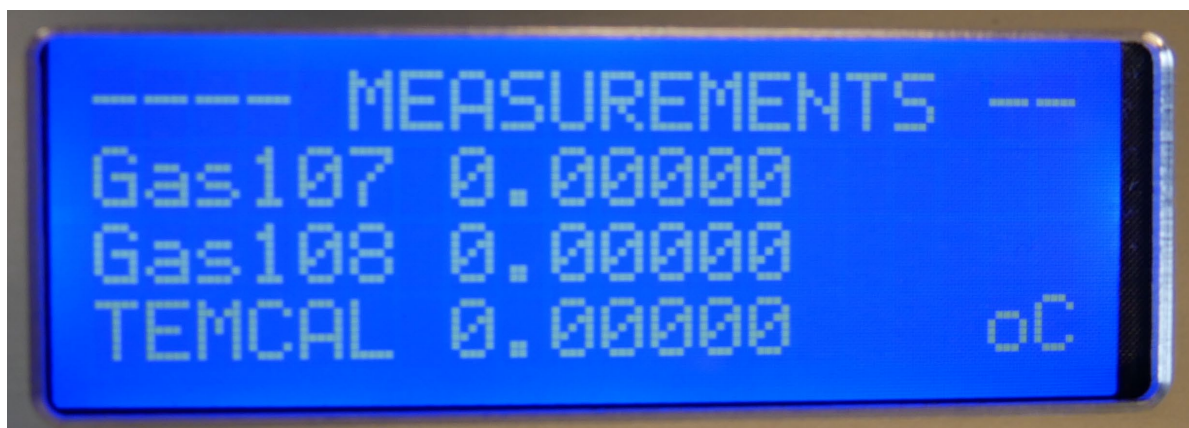 ---- MEASUREMENTS --
Gas107 0.00000
Gas108 0.00000
TEMCAL 0.00000 oC